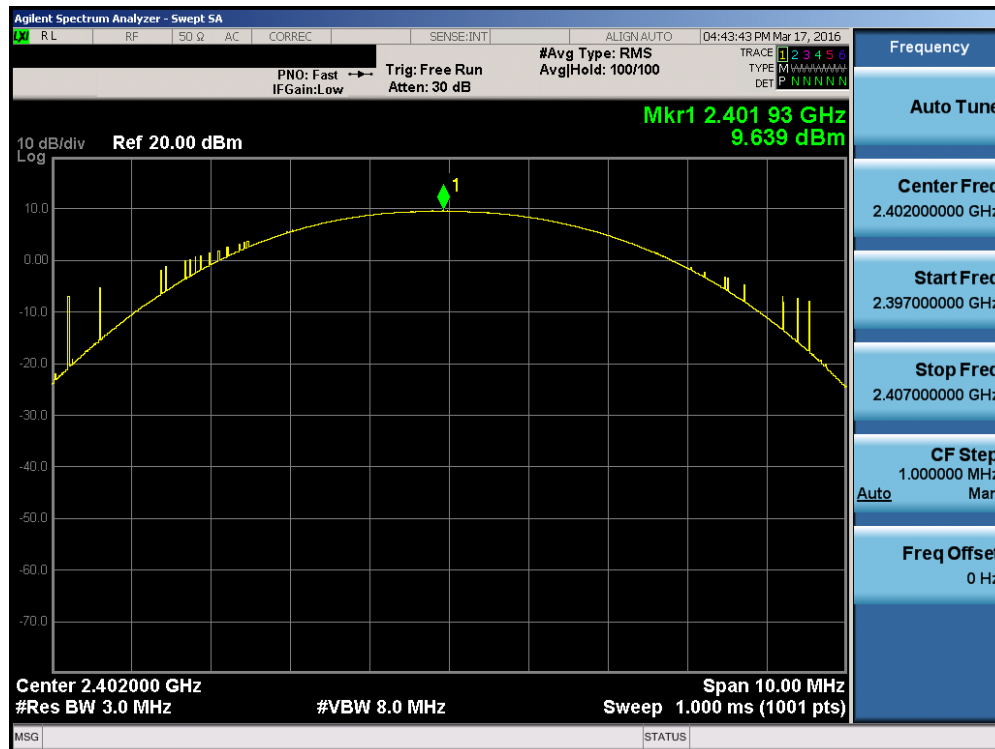 Agilent Spectrum Analyzer - Swept SA
LXI RL RF 50 Ω AC CORREC SENSE:INT ALIGN AUTO 04:43:43 PM Mar 17, 2016
PNO: Fast
IFGain:Low
Trig: Free Run
Atten: 30 dB
#Avg Type: RMS
Avg|Hold: 100/100
TRACE 1 2 3 4 5 6
TYPE M WWWWW
DET P N N N N N
Mkr1 2.401 93 GHz
9.639 dBm
10 dB/div Ref 20.00 dBm
Log
1
10.0
0.00
-10.0
-20.0
-30.0
-40.0
-50.0
-60.0
-70.0
Center 2.402000 GHz Span 10.00 MHz
#Res BW 3.0 MHz #VBW 8.0 MHz Sweep 1.000 ms (1001 pts)
MSG STATUS
Frequency
Auto Tune
Center Freq
2.402000000 GHz
Start Freq
2.397000000 GHz
Stop Freq
2.407000000 GHz
CF Step
1.000000 MHz
Auto Man
Freq Offset
0 Hz